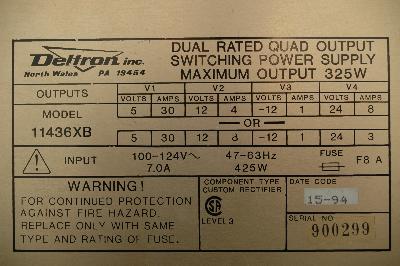 Deltron inc.
North Wales PA 19454
DUAL RATED QUAD OUTPUT
SWITCHING POWER SUPPLY
MAXIMUM OUTPUT 325W
OUTPUTS V1 V2 V3 V4
VOLTS AMPS VOLTS AMPS VOLTS AMPS VOLTS AMPS
MODEL
11436XB
5 30 12 4 -12 1 24 8
— OR —
5 30 12 8 -12 1 24 3
INPUT 100-124V~ 47-63Hz FUSE F8 A
7.0A 425W
WARNING!
FOR CONTINUED PROTECTION
AGAINST FIRE HAZARD.
REPLACE ONLY WITH SAME
TYPE AND RATING OF FUSE.
COMPONENT TYPE
CUSTOM RECTIFIER
LEVEL 3
DATE CODE
15-94
SERIAL NO
900299